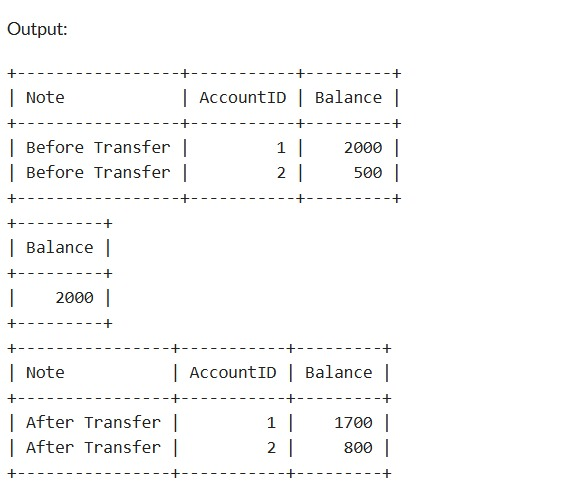 Output:
+-----------------+-----------+---------+
| Note            | AccountID | Balance |
+-----------------+-----------+---------+
| Before Transfer |         1 |    2000 |
| Before Transfer |         2 |     500 |
+-----------------+-----------+---------+
+---------+
| Balance |
+---------+
|    2000 |
+---------+
+----------------+-----------+---------+
| Note           | AccountID | Balance |
+----------------+-----------+---------+
| After Transfer |         1 |    1700 |
| After Transfer |         2 |     800 |
+----------------+-----------+---------+